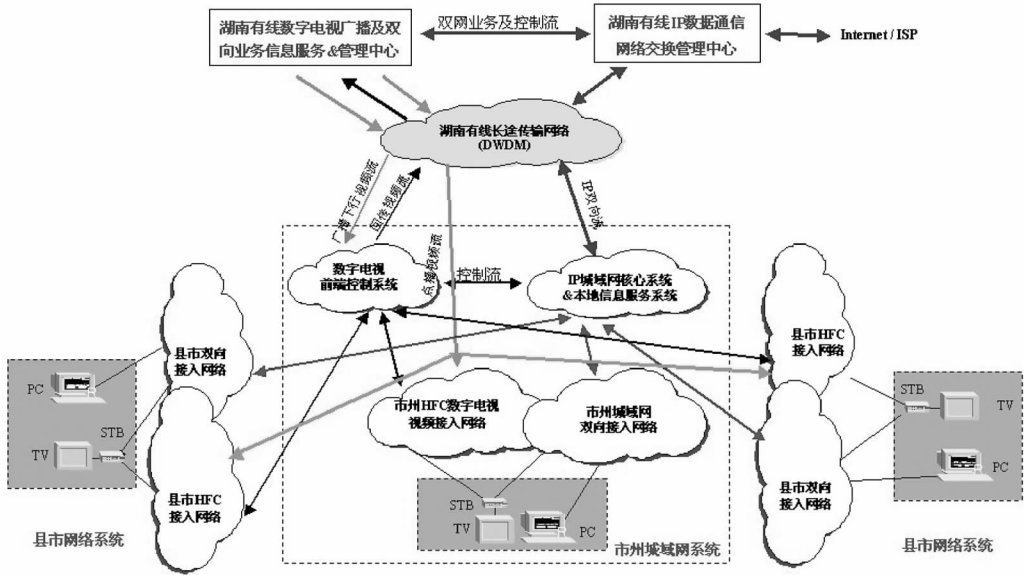 湖南有线数字电视广播及双
向业务信息服务&管理中心
双网业务及控制流
湖南有线IP数据通信
网络交换管理中心
Internet / ISP
湖南有线长途传输网络
(DWDM)
广播下行视频流
回传视频流
点播视频流
IP双向流
数字电视
前端控制系统
控制流
IP城域网核心系统
&本地信息服务系统
县市双向
接入网络
县市HFC
接入网络
PC
STB
TV
县市网络系统
市州HFC数字电视
视频接入网络
市州城域网
双向接入网络
STB
TV
PC
市州城域网系统
县市HFC
接入网络
县市双向
接入网络
STB
TV
PC
县市网络系统